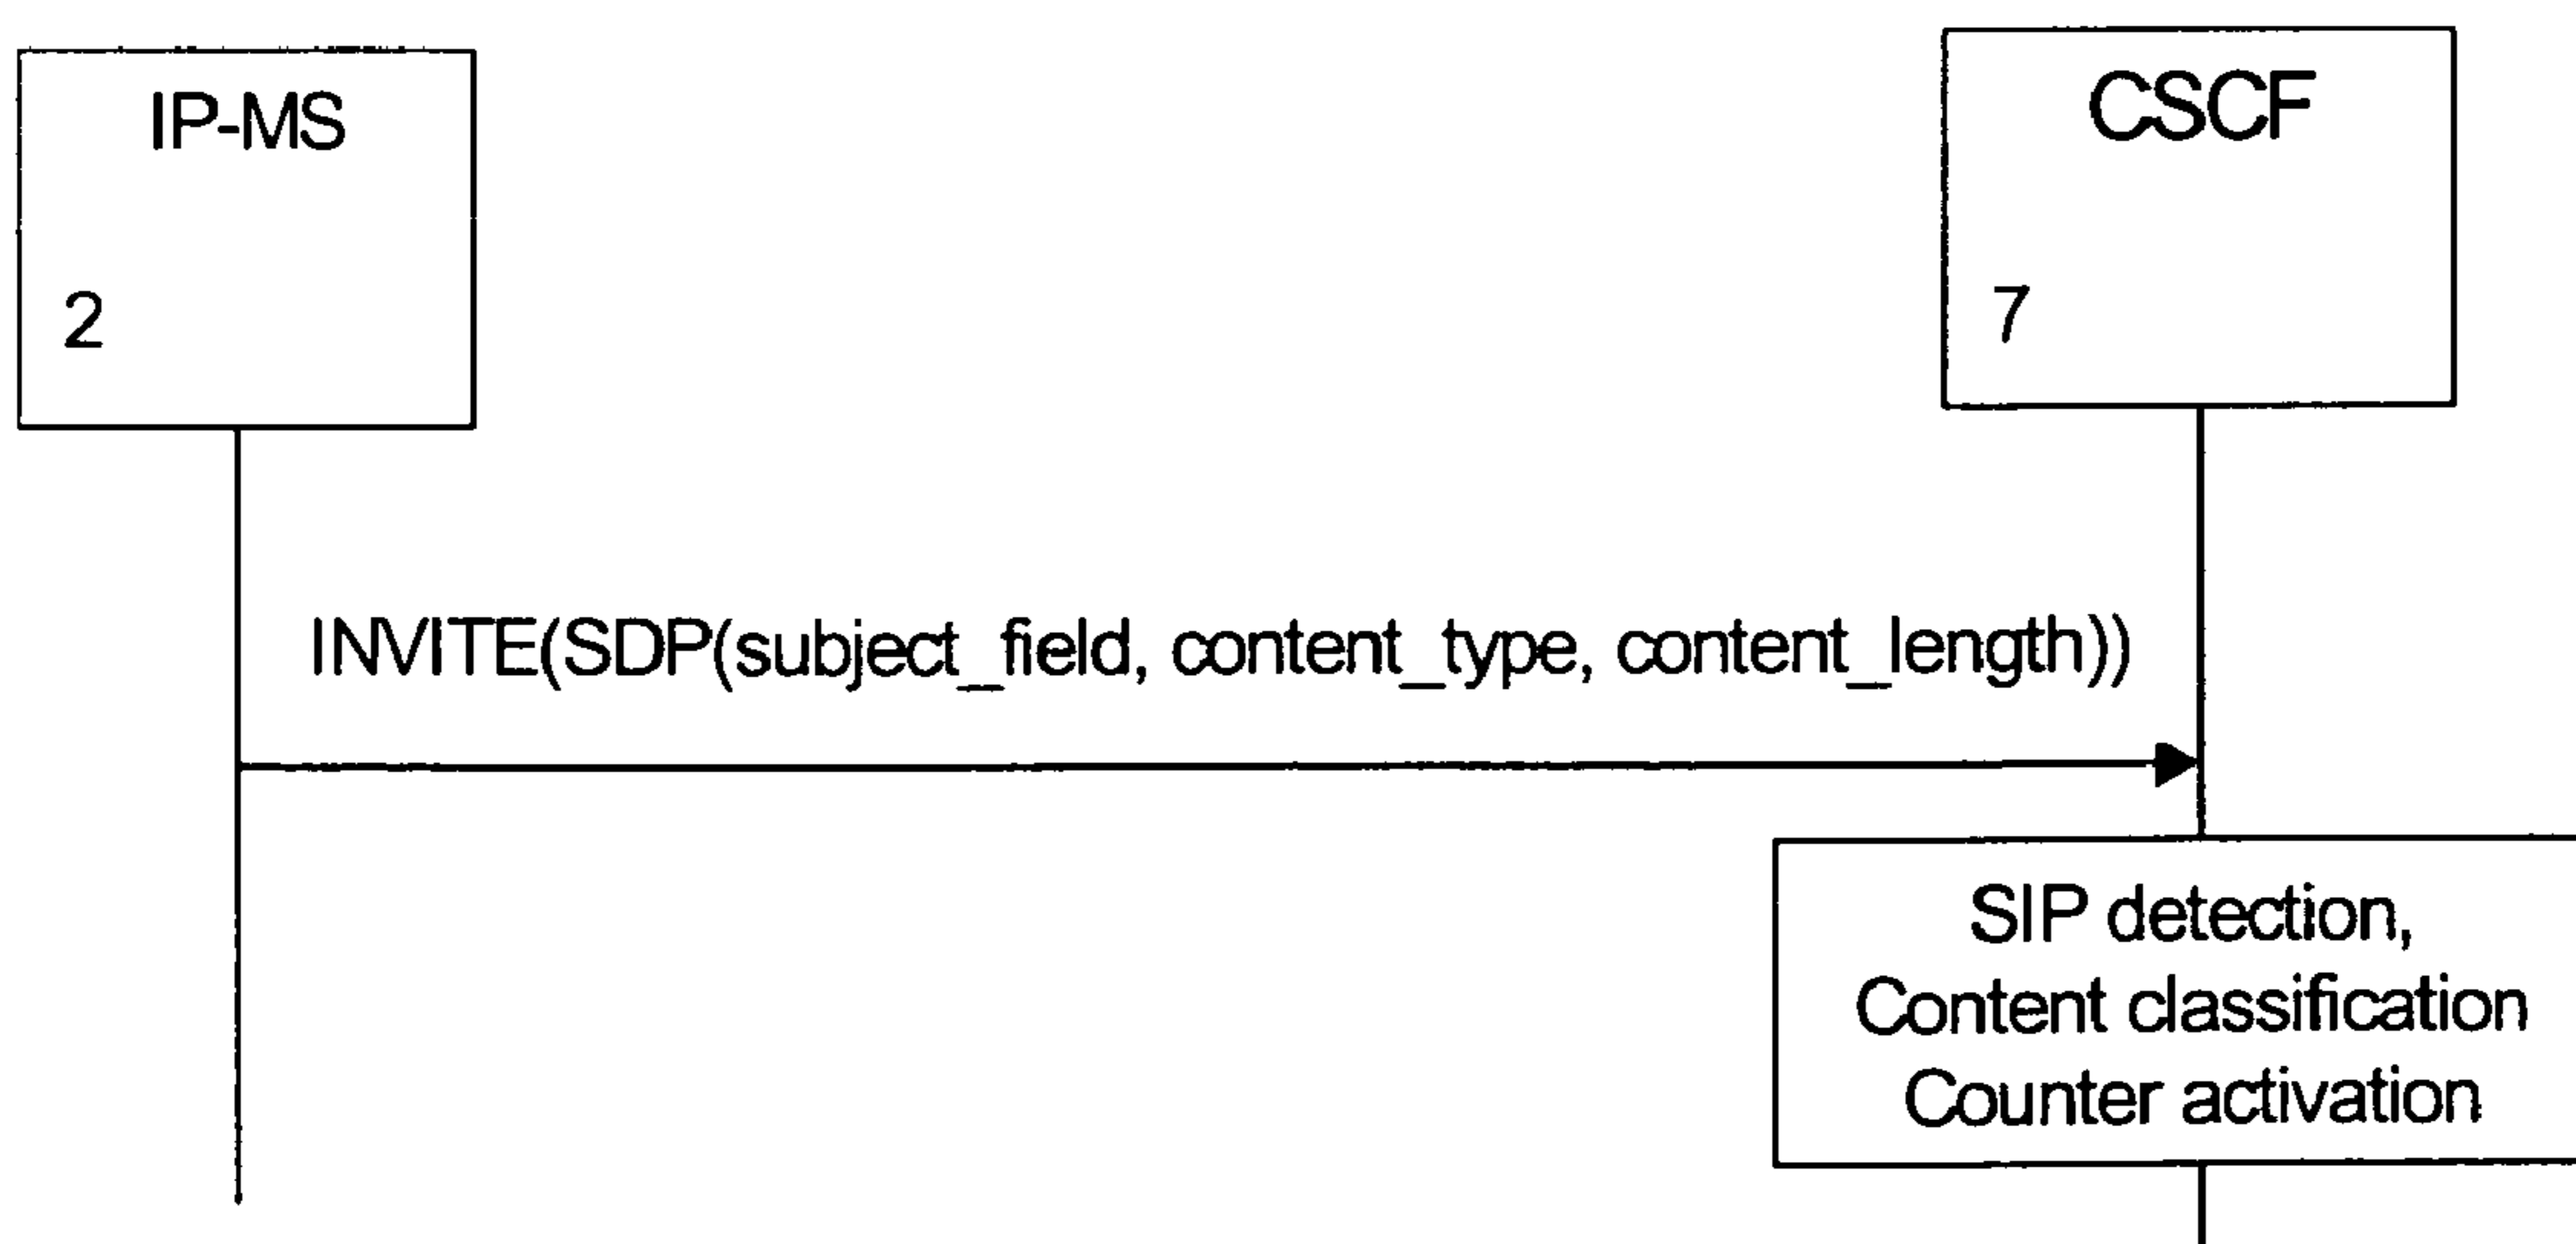 IP-MS
2
CSCF
7
INVITE(SDP(subject_field, content_type, content_length))
SIP detection,
Content classification
Counter activation